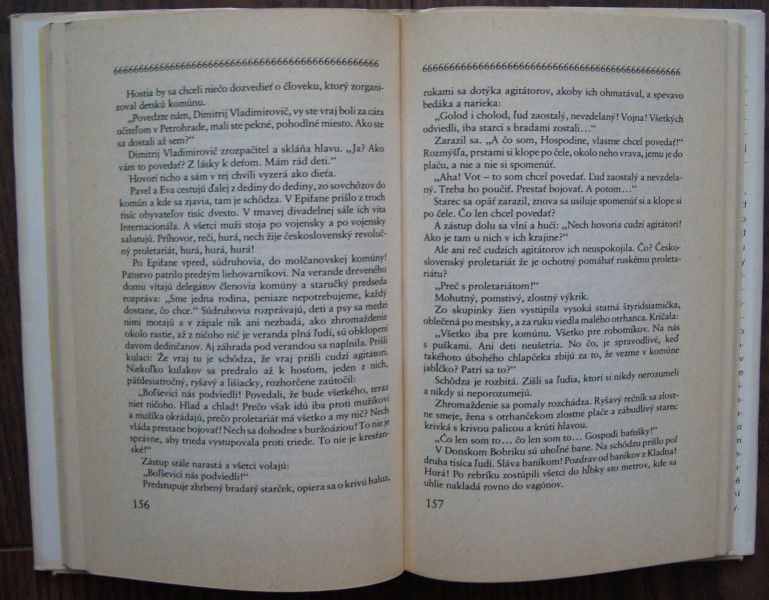 Hostia by sa chceli niečo dozvedieť o človeku, ktorý zorgani-
zoval detskú komúnu.
„Povedzte nám, Dimitrij Vladimirovič, vy ste vraj boli za cára
učiteľom v Petrohrade, mali ste pekné, pohodlné miesto. Ako ste
sa dostali až sem?"
Dimitrij Vladimirovič zrozpačitel a skláňa hlavu. „Ja? Ako
vám to povedať? Z lásky k deťom. Mám rád deti."
Hovorí ticho a sám v tej chvíli vyzerá ako dieťa.
Pavel a Eva cestujú ďalej z dediny do dediny, zo sovchózov do
komún a kde sa zjavia, tam je schôdza. V Epifane prišlo z troch
tisíc obyvateľov tisíc dvesto. V tmavej divadelnej sále ich víta
Internacionála. A všetci muži stoja po vojensky a po vojensky
salutujú. Príhovor, reči, hurá, nech žije československý revoluč-
ný proletariát, hurá, hurá, hurá!
Po Epifane vpred, súdruhovia, do molčanovskej komúny!
Panstvo patrilo predtým liehovarníkovi. Na verande dreveného
domu vítajú delegátov členovia komúny a staručký predseda
rozpráva: „Sme jedna rodina, peniaze nepotrebujeme, každý
dostane, čo chce." Súdruhovia rozprávajú, deti a psy sa medzi
nimi motajú a v zápale nik ani nezbadá, ako zhromaždenie
okolo rastie, až z ničoho nič je veranda plná ľudí, sú obklopení
davom dedinčanov. Aj záhrada pod verandou sa naplnila. Prišli
kulaci: Že vraj tu je schôdza, že vraj prišli cudzí agitátori.
Niekoľko kulakov sa predralo až k hosťom, jeden z nich,
päťdesiatročný, ryšavý a lišiacky, rozhorčene zaútočil:
„Boľševici nás podviedli! Povedali, že bude všetkého, teraz
niet ničoho. Hlad a chlad! Prečo však idú iba proti mužíkovi
a mužíka okrádajú, prečo proletariát má všetko a my nič? Nech
vláda prestane bojovať! Nech sa dohodne s buržoáziou! To nie je
správne, aby trieda vystupovala proti triede. To nie je kresťan-
ské!"
Zástup stále narastá a všetci volajú:
„Boľševici nás podviedli!"
Predstupuje zhrbený bradatý starček, opiera sa o krivú haluz,
156
rukami sa dotýka agitátorov, akoby ich ohmatával, a spevavo
bedáka a narieka:
„Golod i cholod, ľud zaostalý, nevzdelaný! Vojna! Všetkých
odviedli, iba starci s bradami zostali…"
Zarazil sa. „A čo som, Hospodine, vlastne chcel povedať?"
Rozmýšľa, prstami si klope po čele, okolo neho vrava, jemu je do
plaču, a nie a nie si spomenúť.
„Aha! Vot – to som chcel povedať. Ľud zaostalý a nevzdela-
ný. Treba ho poučiť. Prestať bojovať. A potom…"
Starec sa opäť zarazil, znova sa usiluje spomenúť si a klope si
po čele. Čo len chcel povedať?
A zástup dolu sa vlní a hučí: „Nech hovoria cudzí agitátori!
Ako je tam u nich v ich krajine?"
Ale ani reč cudzích agitátorov ich neuspokojila. Čo? Česko-
slovenský proletariát že je ochotný pomáhať ruskému proleta-
riátu?
„Preč s proletariátom!"
Mohutný, pomstivý, zlostný výkrik.
Zo skupinky žien vystúpila vysoká statná štyridsiatnička,
oblečená po mestsky, a za ruku viedla malého otrhanca. Kričala:
„Všetko iba pre komúnu. Všetko pre robotníkov. Na nás
s puškami. Ani deti neušetria. No čo, je spravodlivé, keď
takéhoto úbohého chlapčeka zbijú za to, že vezme v komúne
jabĺčko? Patrí sa to?"
Schôdza je rozbitá. Zišli sa ľudia, ktorí si nikdy nerozumeli
a nikdy si neporozumejú.
Zhromaždenie sa pomaly rozchádza. Ryšavý rečník sa zlost-
ne smeje, žena s otrhančekom zlostne plače a zábudlivý starec
krivká s krivou palicou a krúti hlavou.
„Čo len som to… čo len som to… Gospodi baťušky!"
V Donskom Bobriku sú uhoľné bane. Na schôdzu prišlo pol
druha tisíca ľudí. Sláva baníkom! Pozdrav od baníkov z Kladna!
Hurá! Po rebríku zostúpili všetci do hĺbky sto metrov, kde sa
uhlie nakladá rovno do vagónov.
157